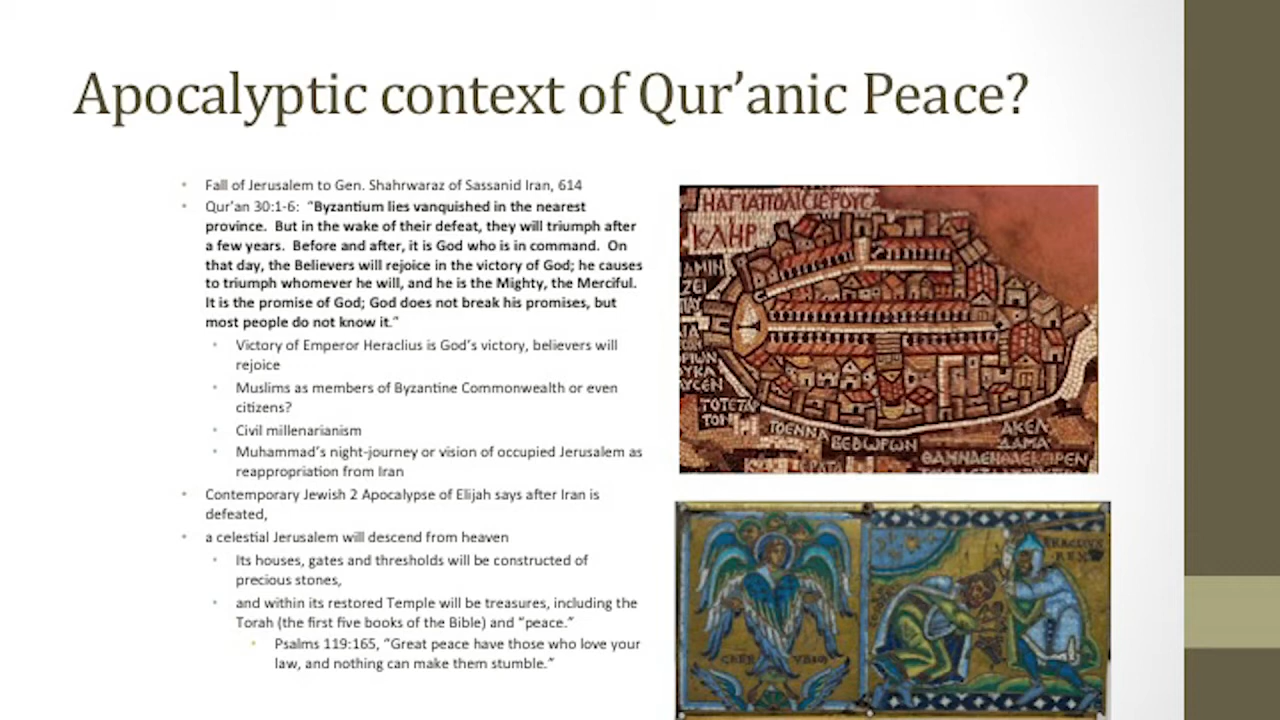 Apocalyptic context of Qur’anic Peace?
• Fall of Jerusalem to Gen. Shahrwaraz of Sassanid Iran, 614
• Qur’an 30:1-6: “Byzantium lies vanquished in the nearest
province. But in the wake of their defeat, they will triumph after
a few years. Before and after, it is God who is in command. On
that day, the Believers will rejoice in the victory of God; he causes
to triumph whomever he will, and he is the Mighty, the Merciful.
It is the promise of God; God does not break his promises, but
most people do not know it.”
• Victory of Emperor Heraclius is God’s victory, believers will
rejoice
• Muslims as members of Byzantine Commonwealth or even
citizens?
• Civil millenarianism
• Muhammad’s night-journey or vision of occupied Jerusalem as
reappropriation from Iran
• Contemporary Jewish 2 Apocalypse of Elijah says after Iran is
defeated,
• a celestial Jerusalem will descend from heaven
• Its houses, gates and thresholds will be constructed of
precious stones,
• and within its restored Temple will be treasures, including the
Torah (the first five books of the Bible) and “peace.”
• Psalms 119:165, “Great peace have those who love your
law, and nothing can make them stumble.”
ΗΑΓΙΑΠΟΛΙCΙΕΡΟΥCΑ
ΚΛΗΡ
ΤΟΤΕΤΑΡ
ΤΟΝ
ΓΟΕΝΝΑ
ΒΕΘωΡωΝ
ΑΚΕΛ
ΔΑΜΑ
REX